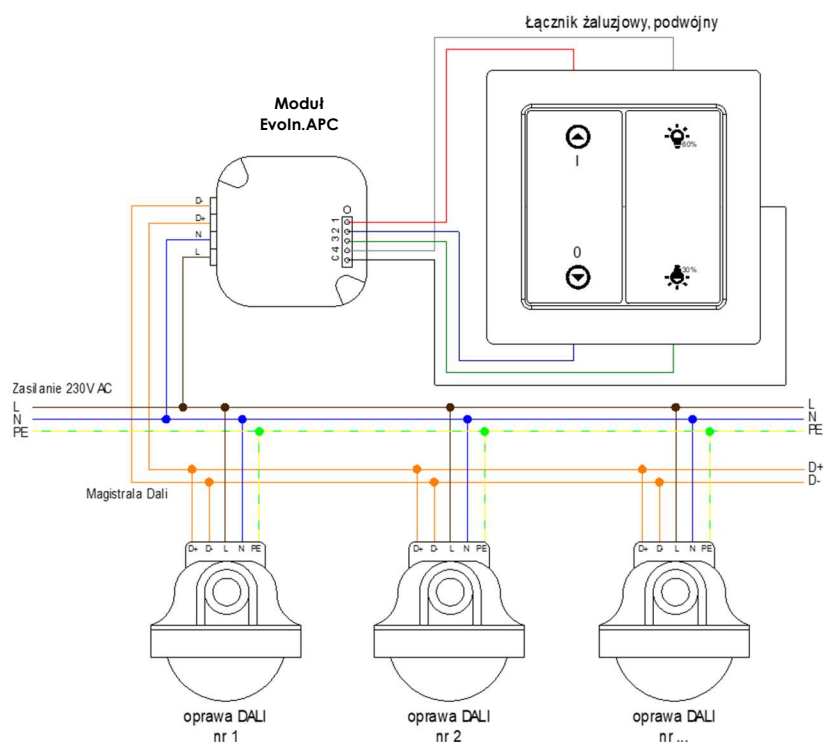 Łącznik żaluzjowy, podwójny
Moduł
EvoIn.APC
I
60%
0
30%
D-
D+
N
L
C 4 3 2 1
Zasilanie 230V AC
L
N
PE
L
N
PE
D+
D-
Magistrala Dali
D+ D- L N PE
D+ D- L N PE
D+ D- L N PE
oprawa DALI
nr 1
oprawa DALI
nr 2
oprawa DALI
nr ...